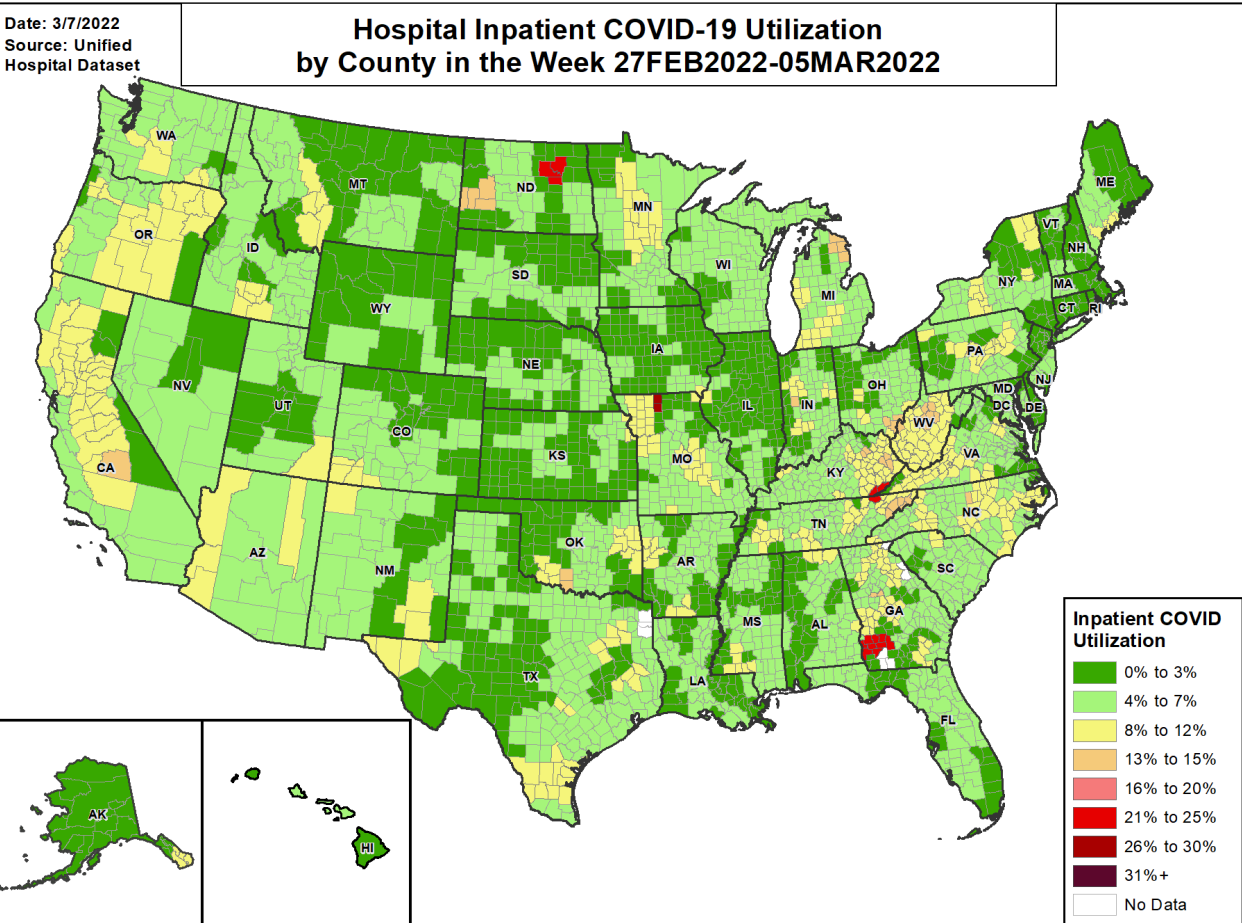 Date: 3/7/2022
Source: Unified
Hospital Dataset
Hospital Inpatient COVID-19 Utilization
by County in the Week 27FEB2022-05MAR2022
WA
MT
ND
MN
ME
OR
ID
SD
WI
VT
NH
NY
MA
CT
RI
WY
MI
IA
PA
NE
NV
UT
CO
IL
IN
OH
NJ
MD
DC
DE
WV
CA
KS
MO
KY
VA
AZ
NM
OK
AR
TN
NC
SC
MS
AL
GA
TX
LA
FL
AK
HI
Inpatient COVID
Utilization
0% to 3%
4% to 7%
8% to 12%
13% to 15%
16% to 20%
21% to 25%
26% to 30%
31%+
No Data